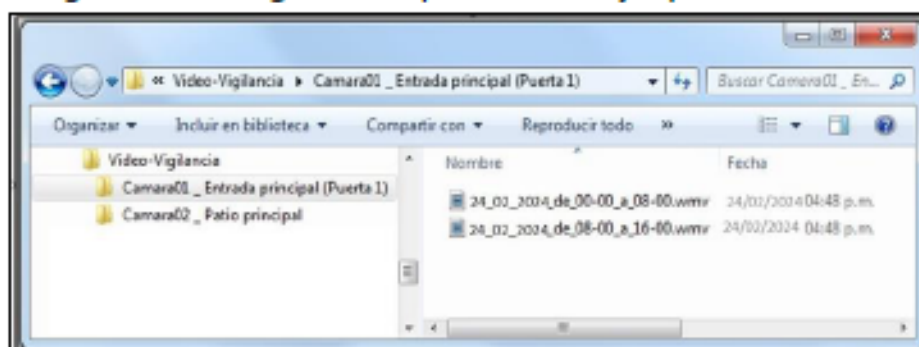 « Video-Vigilancia ▸ Camara01 _ Entrada principal (Puerta 1)
Buscar Camara01 _ En...
Organizar
Incluir en biblioteca
Compartir con
Reproducir todo
»
Video-Vigilancia
Camara01 _ Entrada principal (Puerta 1)
Camara02 _ Patio principal
Nombre
Fecha
24_02_2024_de_00-00_a_08-00.wmv 24/02/2024 04:48 p.m.
24_02_2024_de_08-00_a_16-00.wmv 24/02/2024 04:48 p.m.